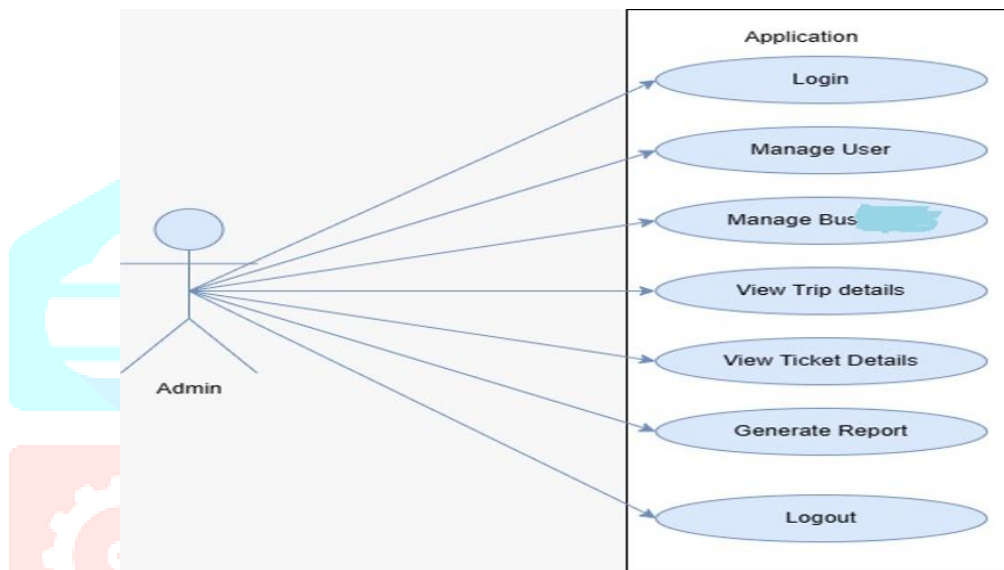 Application
Login
Manage User
Manage Bus
View Trip details
View Ticket Details
Admin
Generate Report
Logout